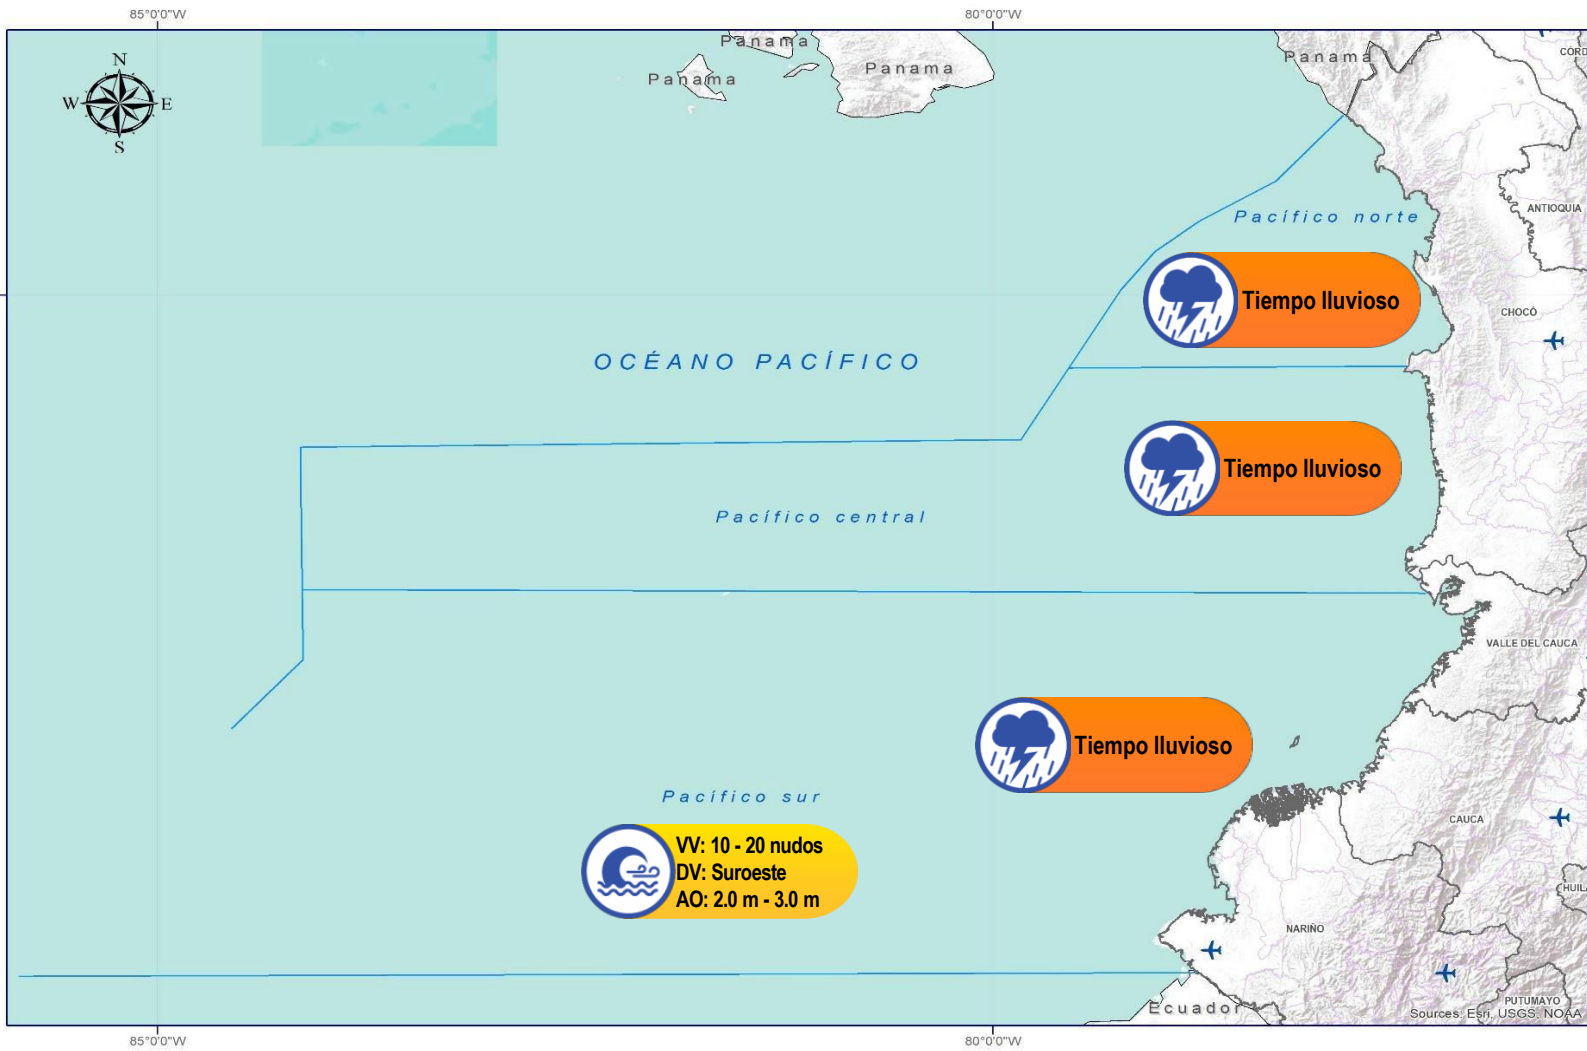 85°0'0"W
80°0'0"W
N
W
E
S
Panama
Panama
Panama
Panama
CORD
ANTIOQUIA
Pacífico norte
Tiempo lluvioso
CHOCÓ
OCÉANO PACÍFICO
Tiempo lluvioso
Pacífico central
VALLE DEL CAUCA
Tiempo lluvioso
Pacífico sur
VV: 10 - 20 nudos
DV: Suroeste
AO: 2.0 m - 3.0 m
CAUCA
HUILA
NARIÑO
PUTUMAYO
Ecuador
Sources: Esri, USGS, NOAA
85°0'0"W
80°0'0"W